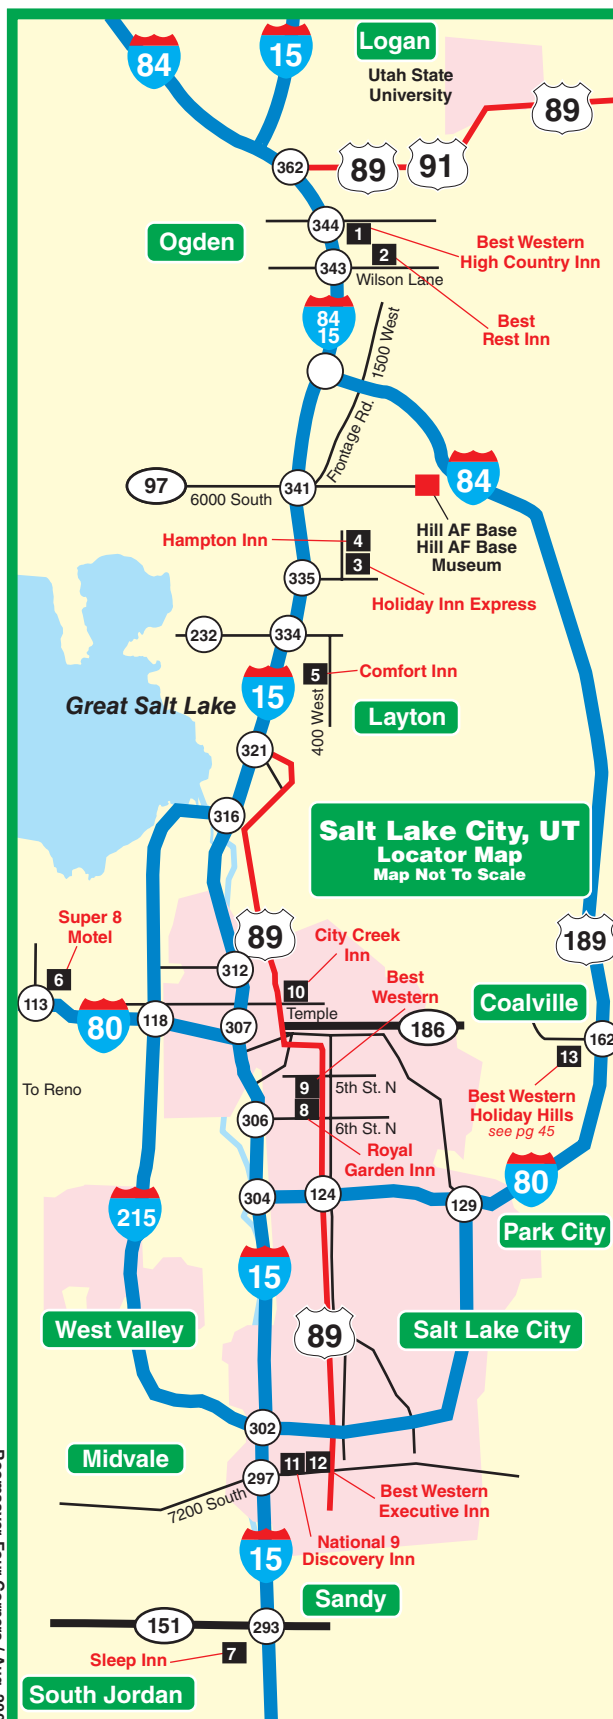 Logan
84
15
Utah State
University
89
89
91
362
Ogden
344
1
Best Western
High Country Inn
2
343
Wilson Lane
84
15
Best
Rest Inn
1500 West
Frontage Rd.
97
6000 South
341
84
Hill AF Base
Hill AF Base
Museum
Hampton Inn
4
3
335
Holiday Inn Express
232
334
5
Comfort Inn
15
Great Salt Lake
400 West
Layton
321
316
Salt Lake City, UT
Locator Map
Map Not To Scale
Super 8
Motel
89
City Creek
Inn
189
312
6
Best
Western
113
10
Coalville
80
118
307
Temple
186
162
13
To Reno
9
5th St. N
Best Western
Holiday Hills
see pg 45
8
306
6th St. N
Royal
Garden Inn
80
304
124
129
215
Park City
15
West Valley
89
Salt Lake City
302
Midvale
11
12
297
7200 South
Best Western
Executive Inn
National 9
Discovery Inn
15
Sandy
151
293
7
Sleep Inn
South Jordan